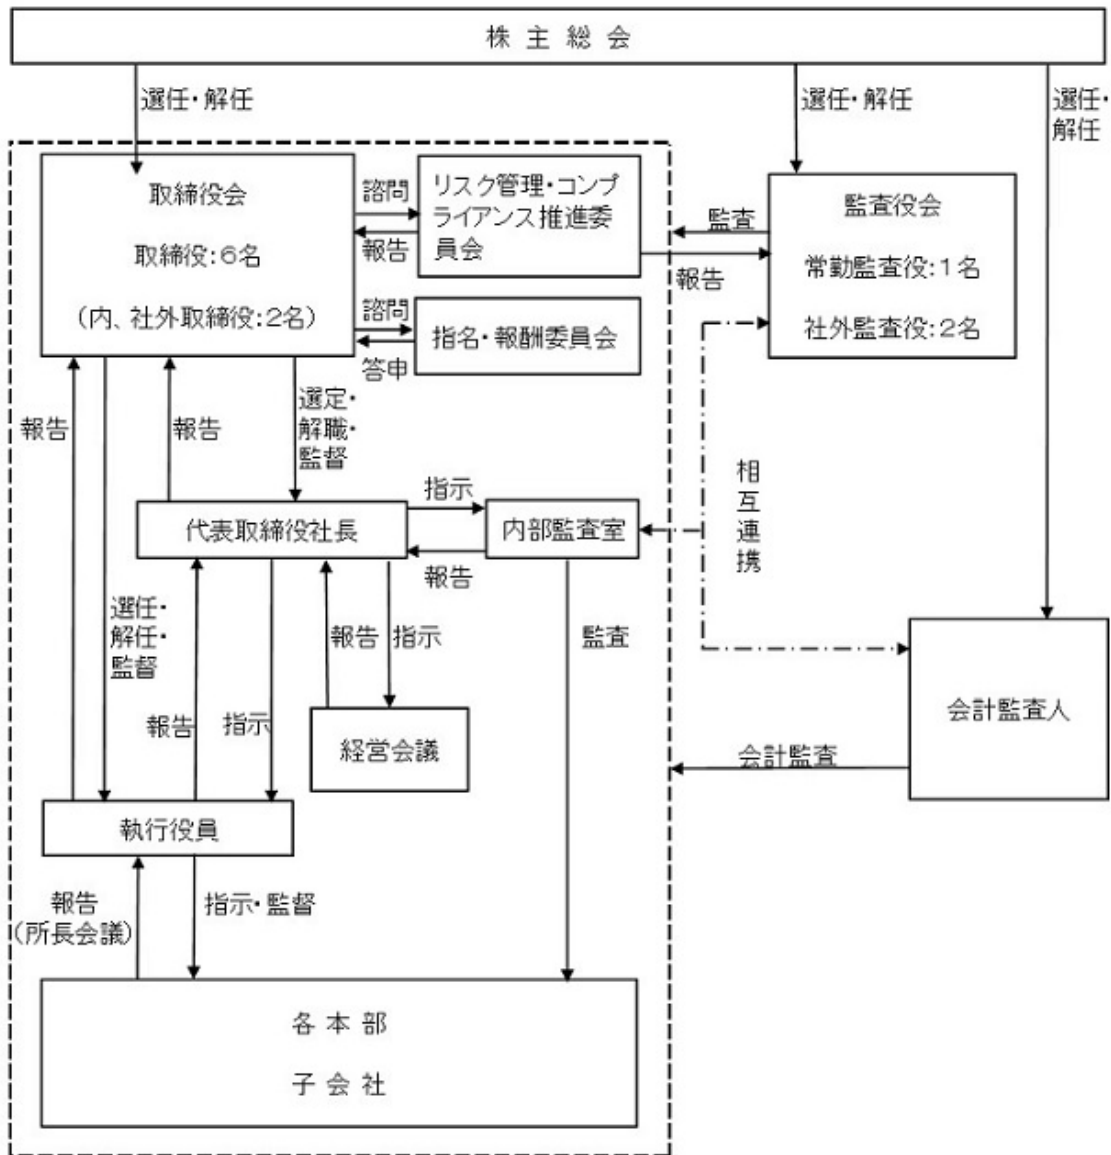 株 主 総 会
選任・解任
選任・解任
選任・
解任
取締役会
取締役:6名
(内、社外取締役:2名)
諮問
報告
リスク管理・コンプ
ライアンス推進委
員会
諮問
答申
指名・報酬委員会
監査
報告
監査役会
常勤監査役:1名
社外監査役:2名
報告
報告
選定・
解職・
監督
代表取締役社長
指示
報告
内部監査室
相
互
連
携
選任・
解任・
監督
報告
指示
報告
指示
監査
経営会議
会計監査人
会計監査
執行役員
報告
(所長会議)
指示・監督
各 本 部
子 会 社